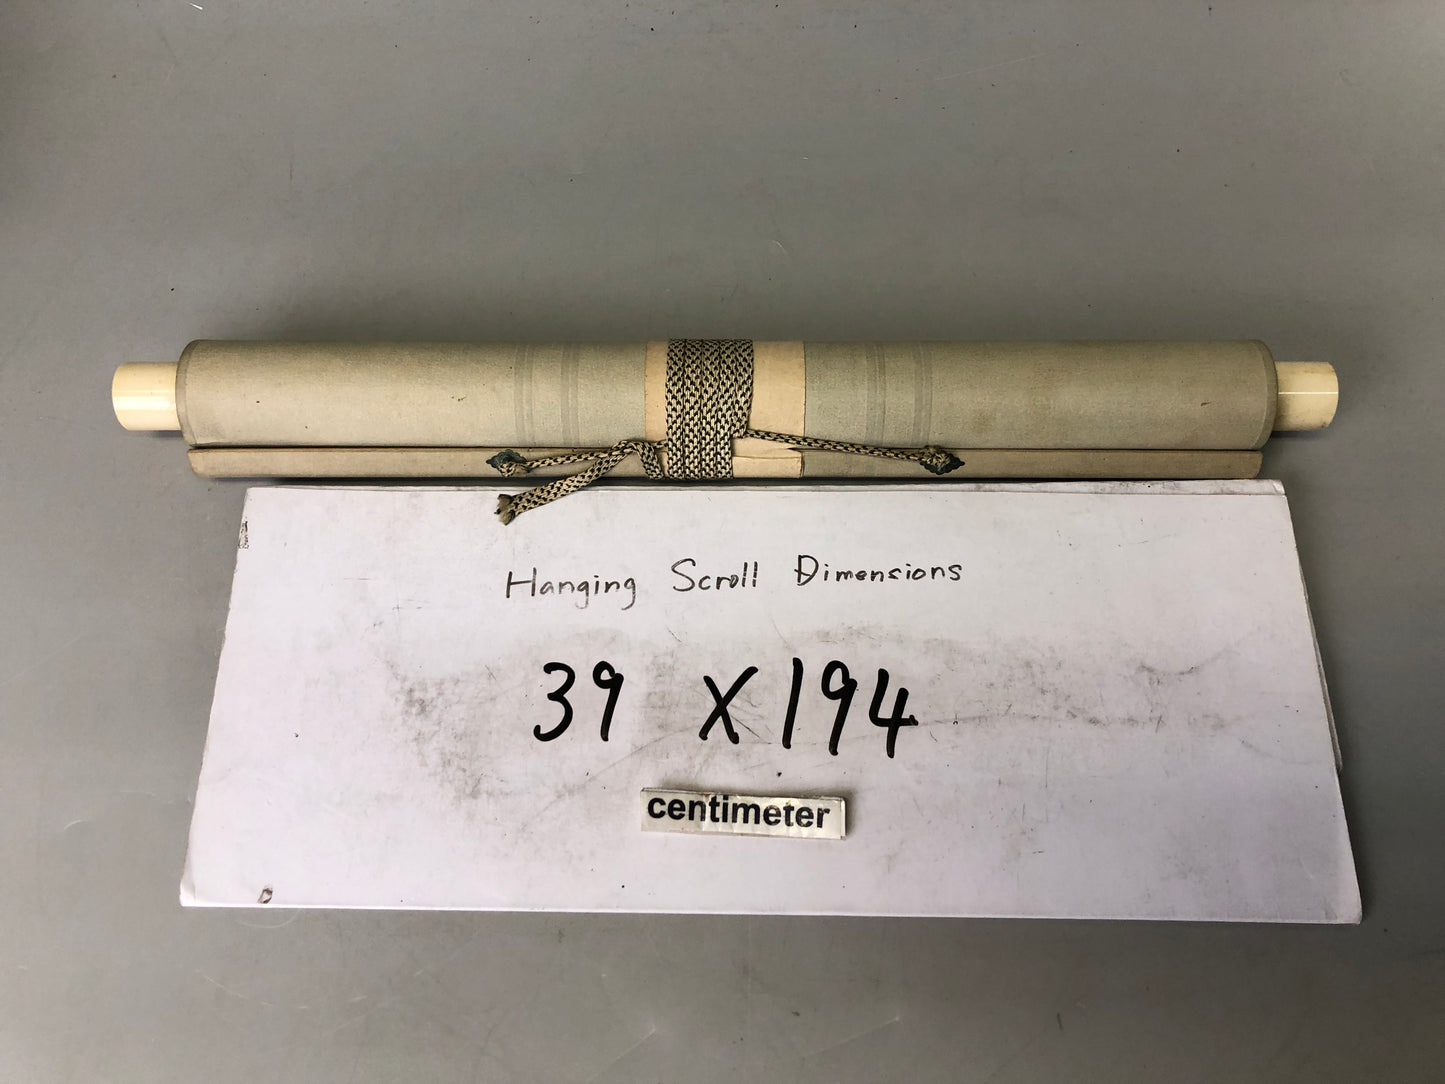 Hanging Scroll Dimensions
39 X 194
centimeter